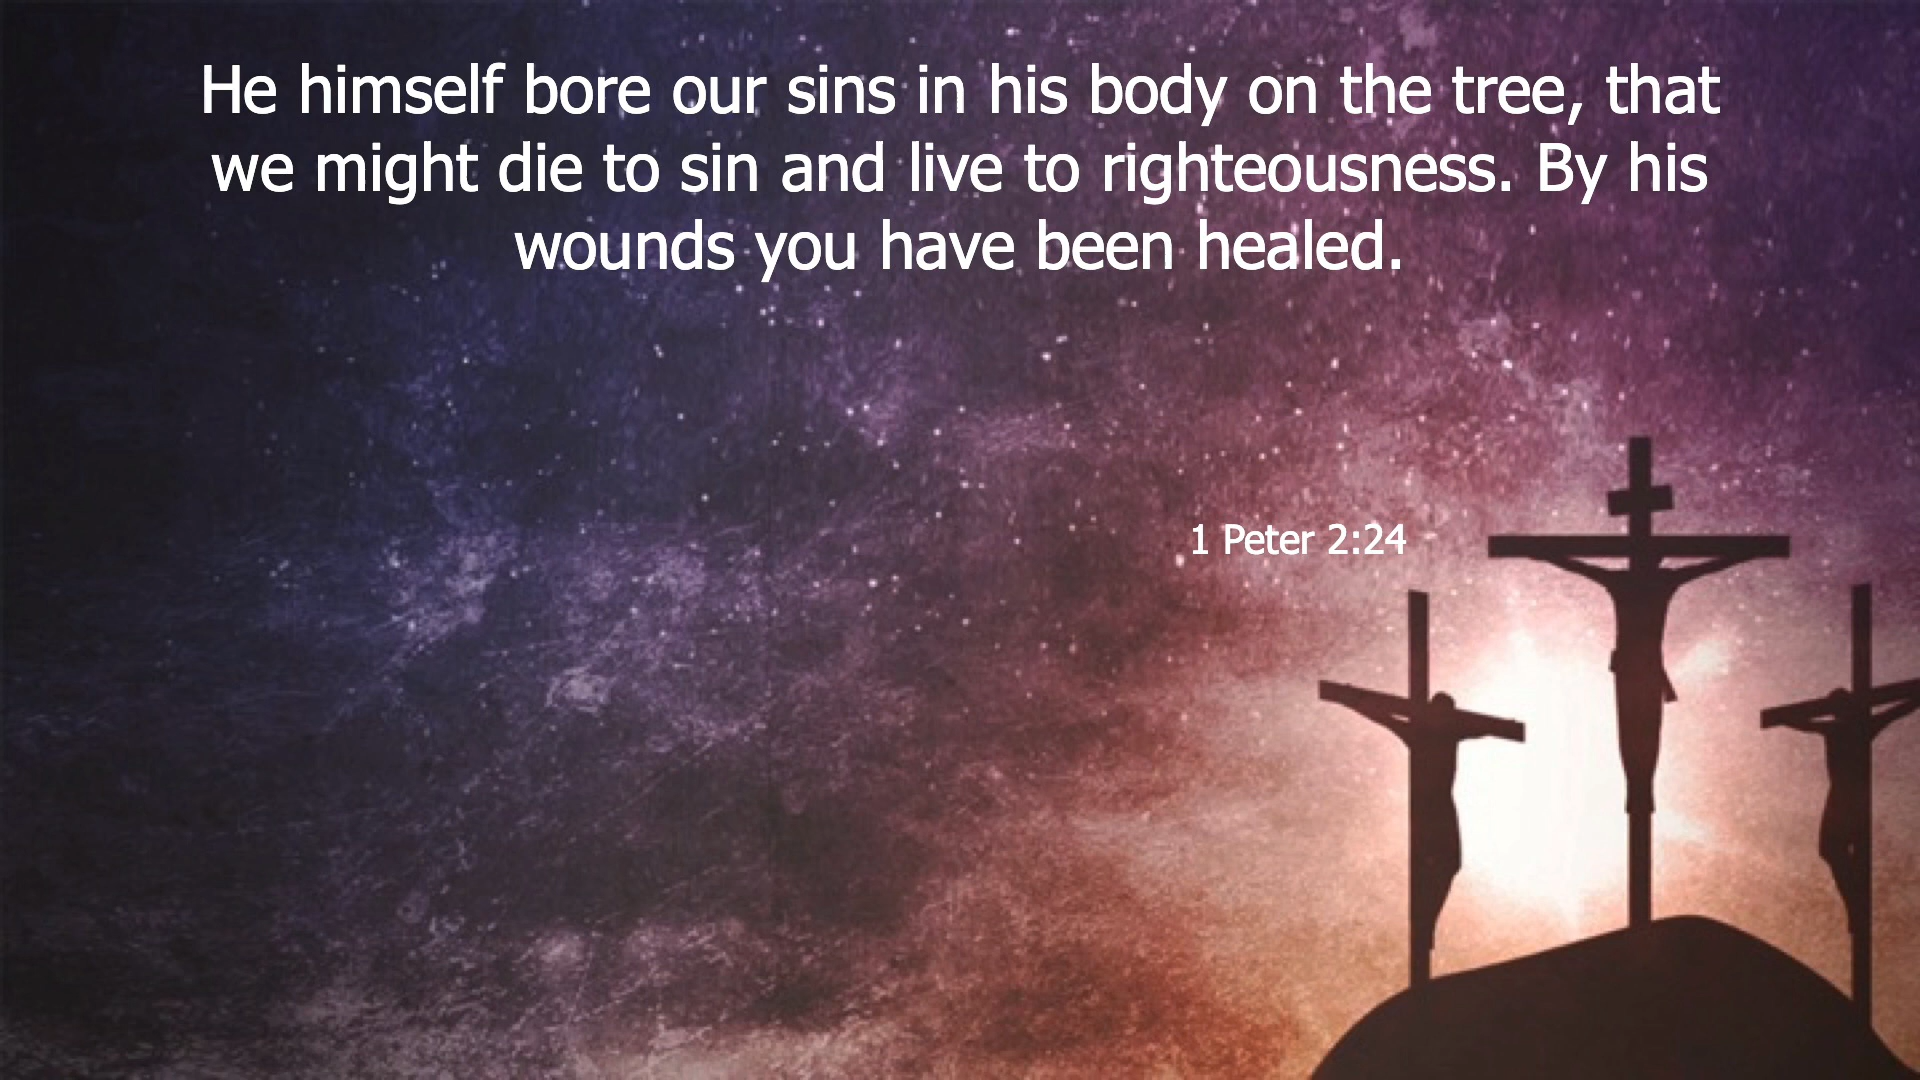 He himself bore our sins in his body on the tree, that
we might die to sin and live to righteousness. By his
wounds you have been healed.
1 Peter 2:24